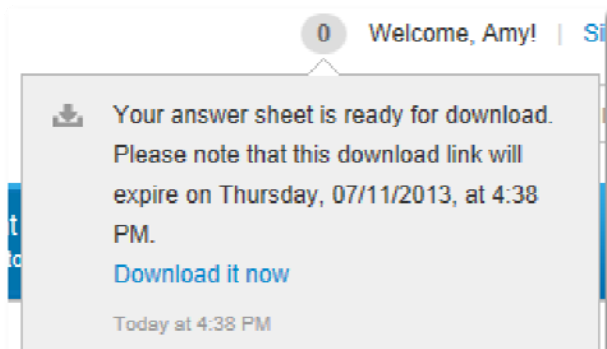 0 Welcome, Amy! | Si
Your answer sheet is ready for download.
Please note that this download link will
expire on Thursday, 07/11/2013, at 4:38
PM.
Download it now
Today at 4:38 PM